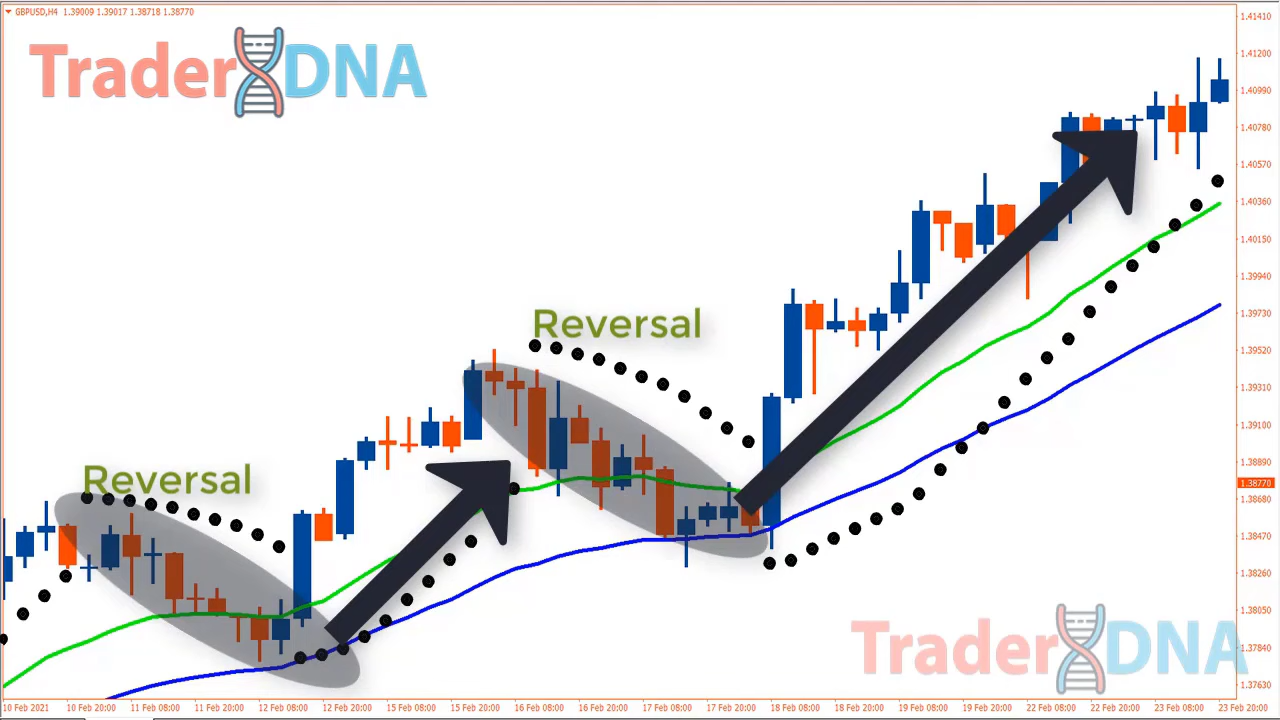 GBPUSD,H4 1.39009 1.39017 1.38718 1.38770
Trader DNA
Reversal
Reversal
Trader DNA
1.41410
1.41200
1.40990
1.40780
1.40570
1.40360
1.40150
1.39940
1.39730
1.39520
1.39310
1.39100
1.38890
1.38770
1.38680
1.38470
1.38260
1.38050
1.37840
1.37630
10 Feb 2021
10 Feb 20:00
11 Feb 08:00
11 Feb 20:00
12 Feb 08:00
12 Feb 20:00
15 Feb 08:00
15 Feb 20:00
16 Feb 08:00
16 Feb 20:00
17 Feb 08:00
17 Feb 20:00
18 Feb 08:00
18 Feb 20:00
19 Feb 08:00
19 Feb 20:00
22 Feb 08:00
22 Feb 20:00
23 Feb 08:00
23 Feb 20:00